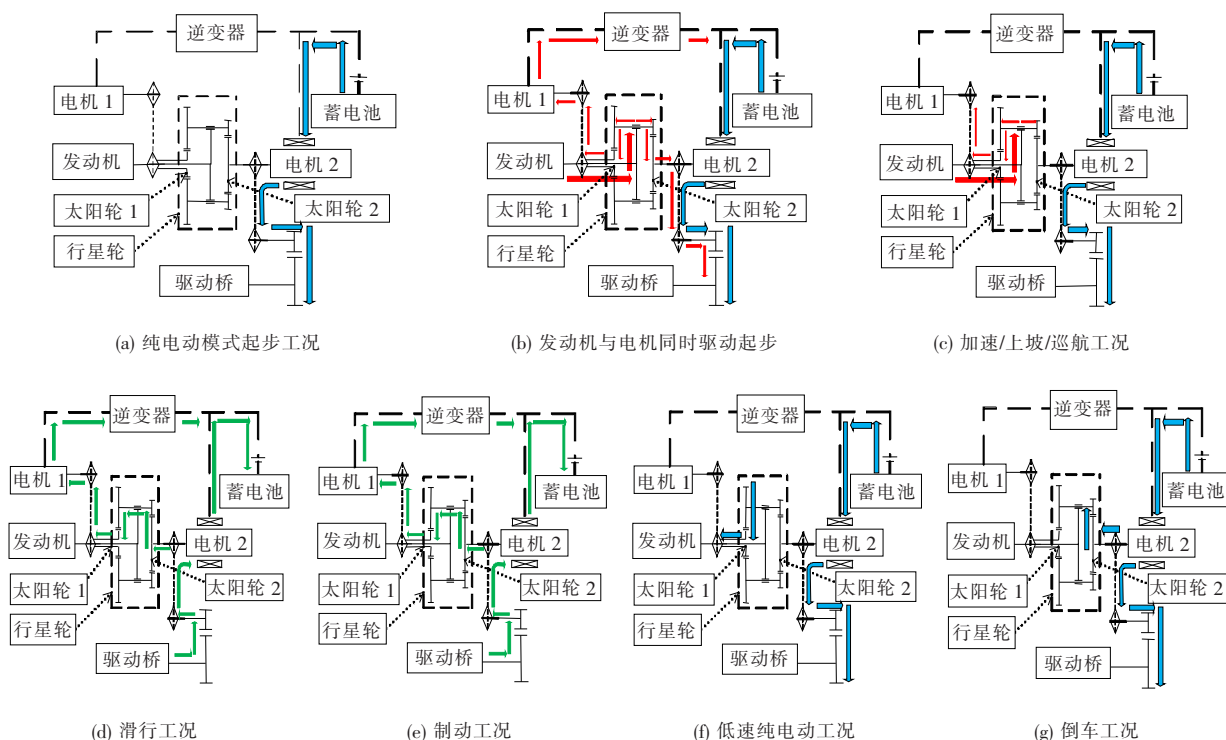 逆变器
电机 1
蓄电池
发动机
电机 2
太阳轮 1
太阳轮 2
行星轮
驱动桥
(a) 纯电动模式起步工况
逆变器
电机 1
蓄电池
发动机
电机 2
太阳轮 1
太阳轮 2
行星轮
驱动桥
(b) 发动机与电机同时驱动起步
逆变器
电机 1
蓄电池
发动机
电机 2
太阳轮 1
太阳轮 2
行星轮
驱动桥
(c) 加速/上坡/巡航工况
逆变器
电机 1
蓄电池
发动机
电机 2
太阳轮 1
太阳轮 2
行星轮
驱动桥
(d) 滑行工况
逆变器
电机 1
蓄电池
发动机
电机 2
太阳轮 1
太阳轮 2
行星轮
驱动桥
(e) 制动工况
逆变器
电机 1
蓄电池
发动机
电机 2
太阳轮 1
太阳轮 2
行星轮
驱动桥
(f) 低速纯电动工况
逆变器
电机 1
蓄电池
发动机
电机 2
太阳轮 1
太阳轮 2
行星轮
驱动桥
(g) 倒车工况